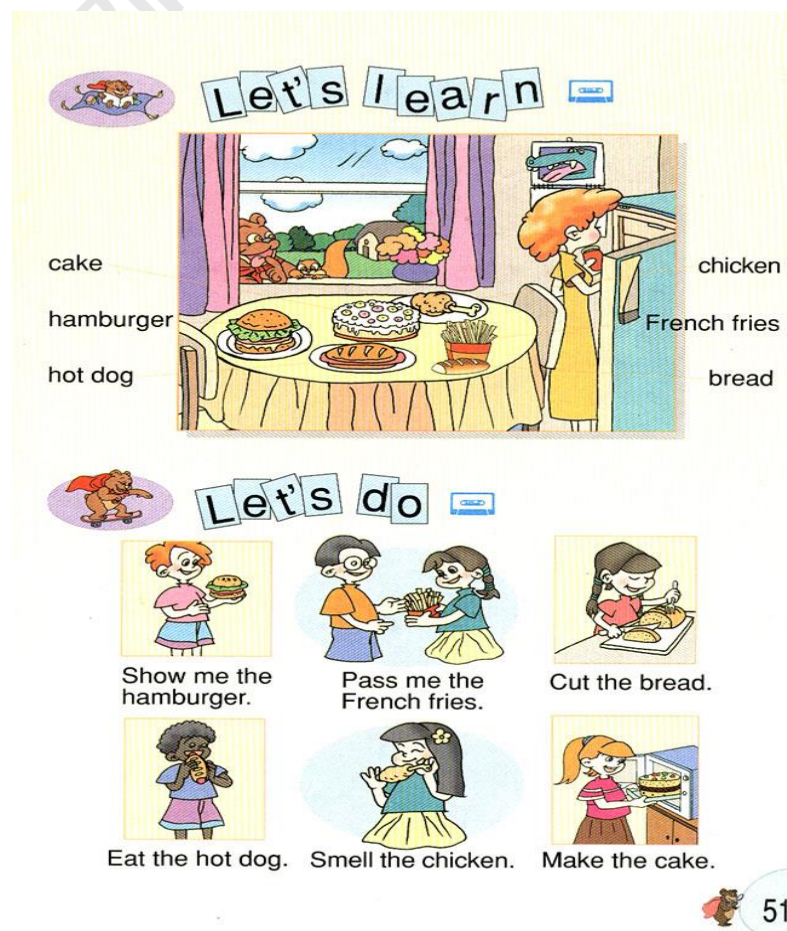 Let's learn
cake
chicken
hamburger
French fries
hot dog
bread
Let's do
Show me the
hamburger.
Pass me the
French fries.
Cut the bread.
Eat the hot dog.
Smell the chicken.
Make the cake.
51